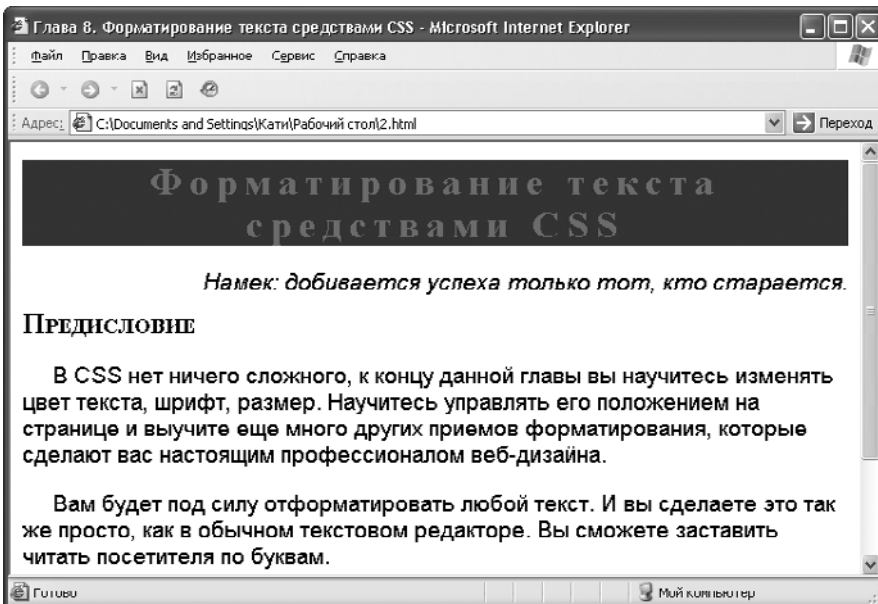 Глава 8. Форматирование текста средствами CSS - Microsoft Internet Explorer
Файл Правка Вид Избранное Сервис Справка
Адрес: C:\Documents and Settings\Кати\Рабочий стол\2.html Переход
Форматирование текста
средствами CSS
Намек: добивается успеха только тот, кто старается.
Предисловие
В CSS нет ничего сложного, к концу данной главы вы научитесь изменять
цвет текста, шрифт, размер. Научитесь управлять его положением на
странице и выучите еще много других приемов форматирования, которые
сделают вас настоящим профессионалом веб-дизайна.
Вам будет под силу отформатировать любой текст. И вы сделаете это так
же просто, как в обычном текстовом редакторе. Вы сможете заставить
читать посетителя по буквам.
Готово Мой компьютер